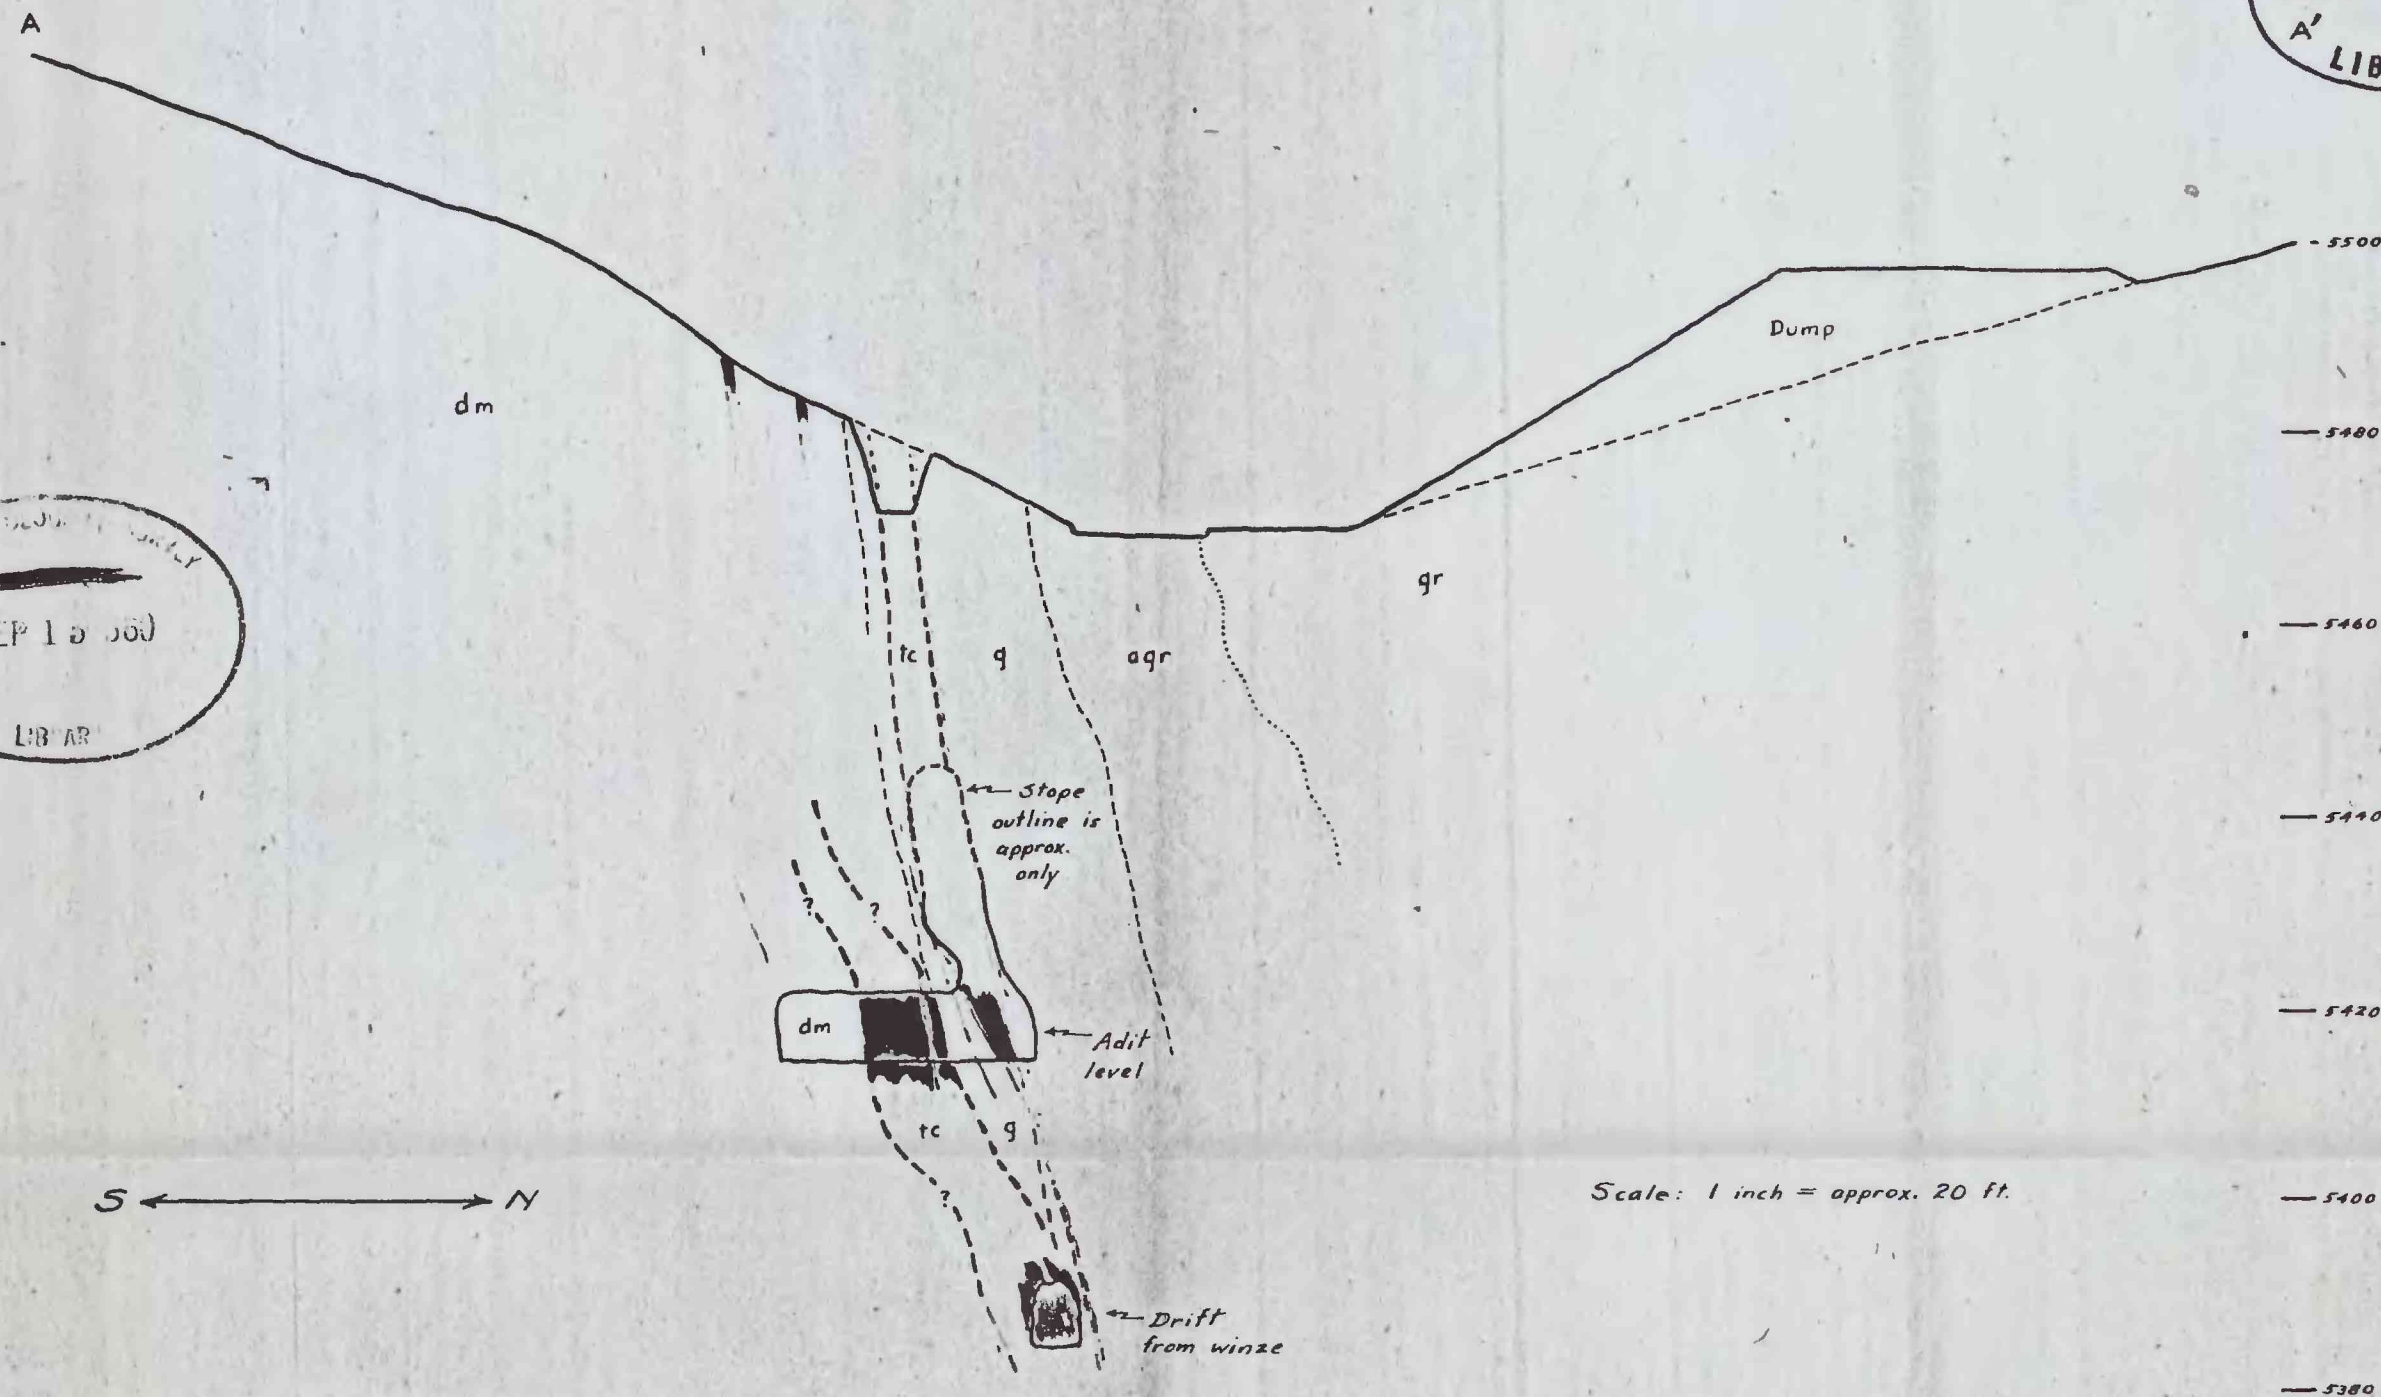 A
A'
LIB
- 5500
Dump
dm
— 5480
gr
— 5460
tc
g
agr
LIBRAR
Stope
outline is
approx.
only
— 5440
?
?
dm
Adit
level
— 5420
tc
g
S
N
?
Scale: 1 inch = approx. 20 ft.
— 5400
Drift
from winze
— 5380